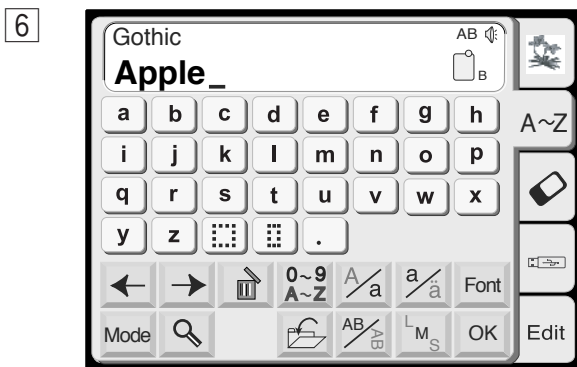 6
Gothic
AB
Apple_
B
a b c d e f g h
A~Z
i j k l m n o p
q r s t u v w x
y z .
0~9
A~Z
A/a
a/ä
Font
Mode
AB/AB
L M S
OK
Edit